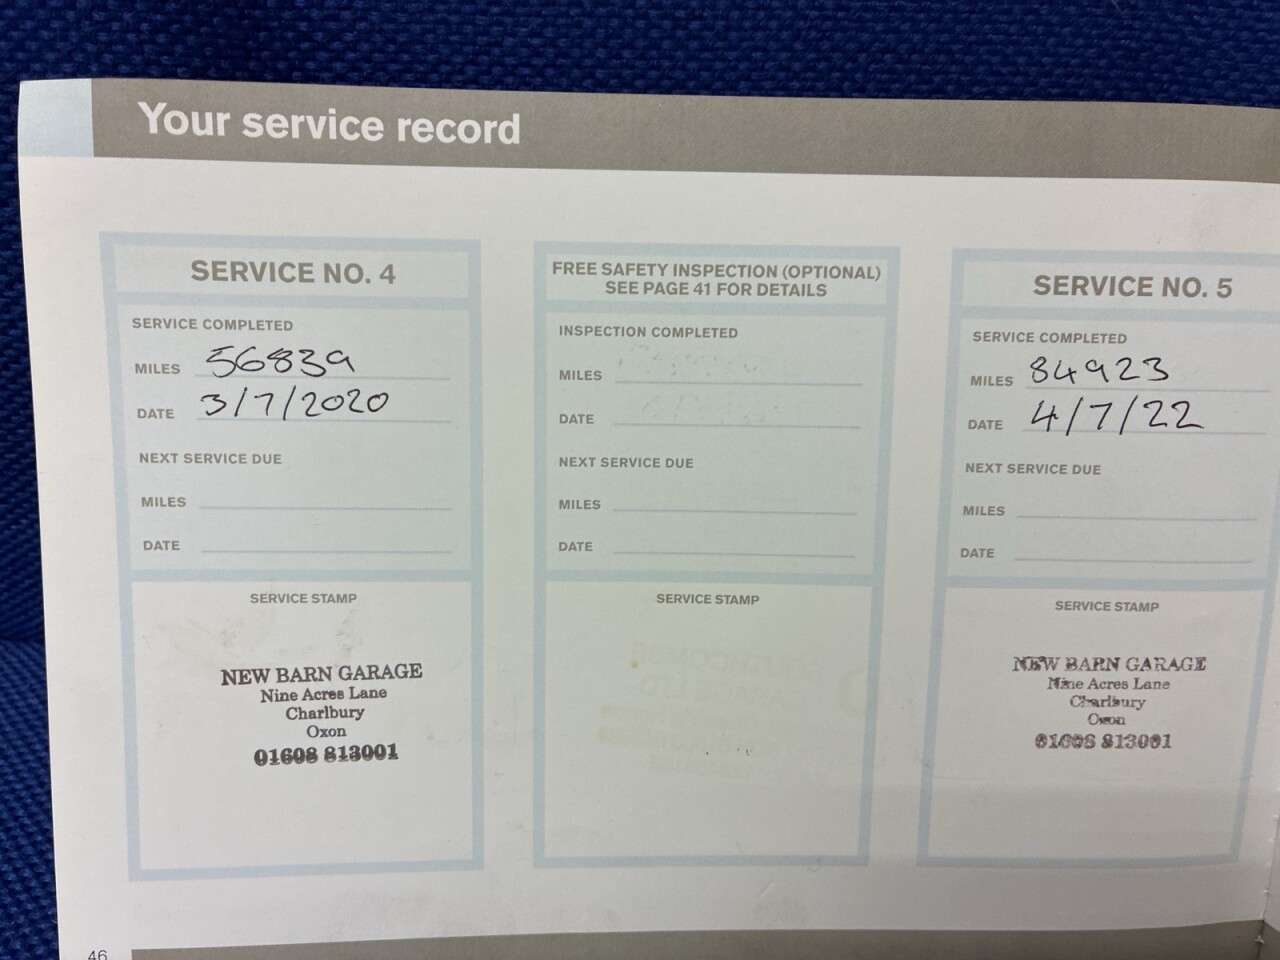 Your service record
SERVICE NO. 4
SERVICE COMPLETED
MILES 56839
DATE 3/7/2020
NEXT SERVICE DUE
MILES
DATE
SERVICE STAMP
NEW BARN GARAGE
Nine Acres Lane
Charlbury
Oxon
01608 813001
FREE SAFETY INSPECTION (OPTIONAL)
SEE PAGE 41 FOR DETAILS
INSPECTION COMPLETED
MILES
DATE
NEXT SERVICE DUE
MILES
DATE
SERVICE STAMP
SERVICE NO. 5
SERVICE COMPLETED
MILES 84923
DATE 4/7/22
NEXT SERVICE DUE
MILES
DATE
SERVICE STAMP
NEW BARN GARAGE
Nine Acres Lane
Charlbury
Oxon
01608 813001
46